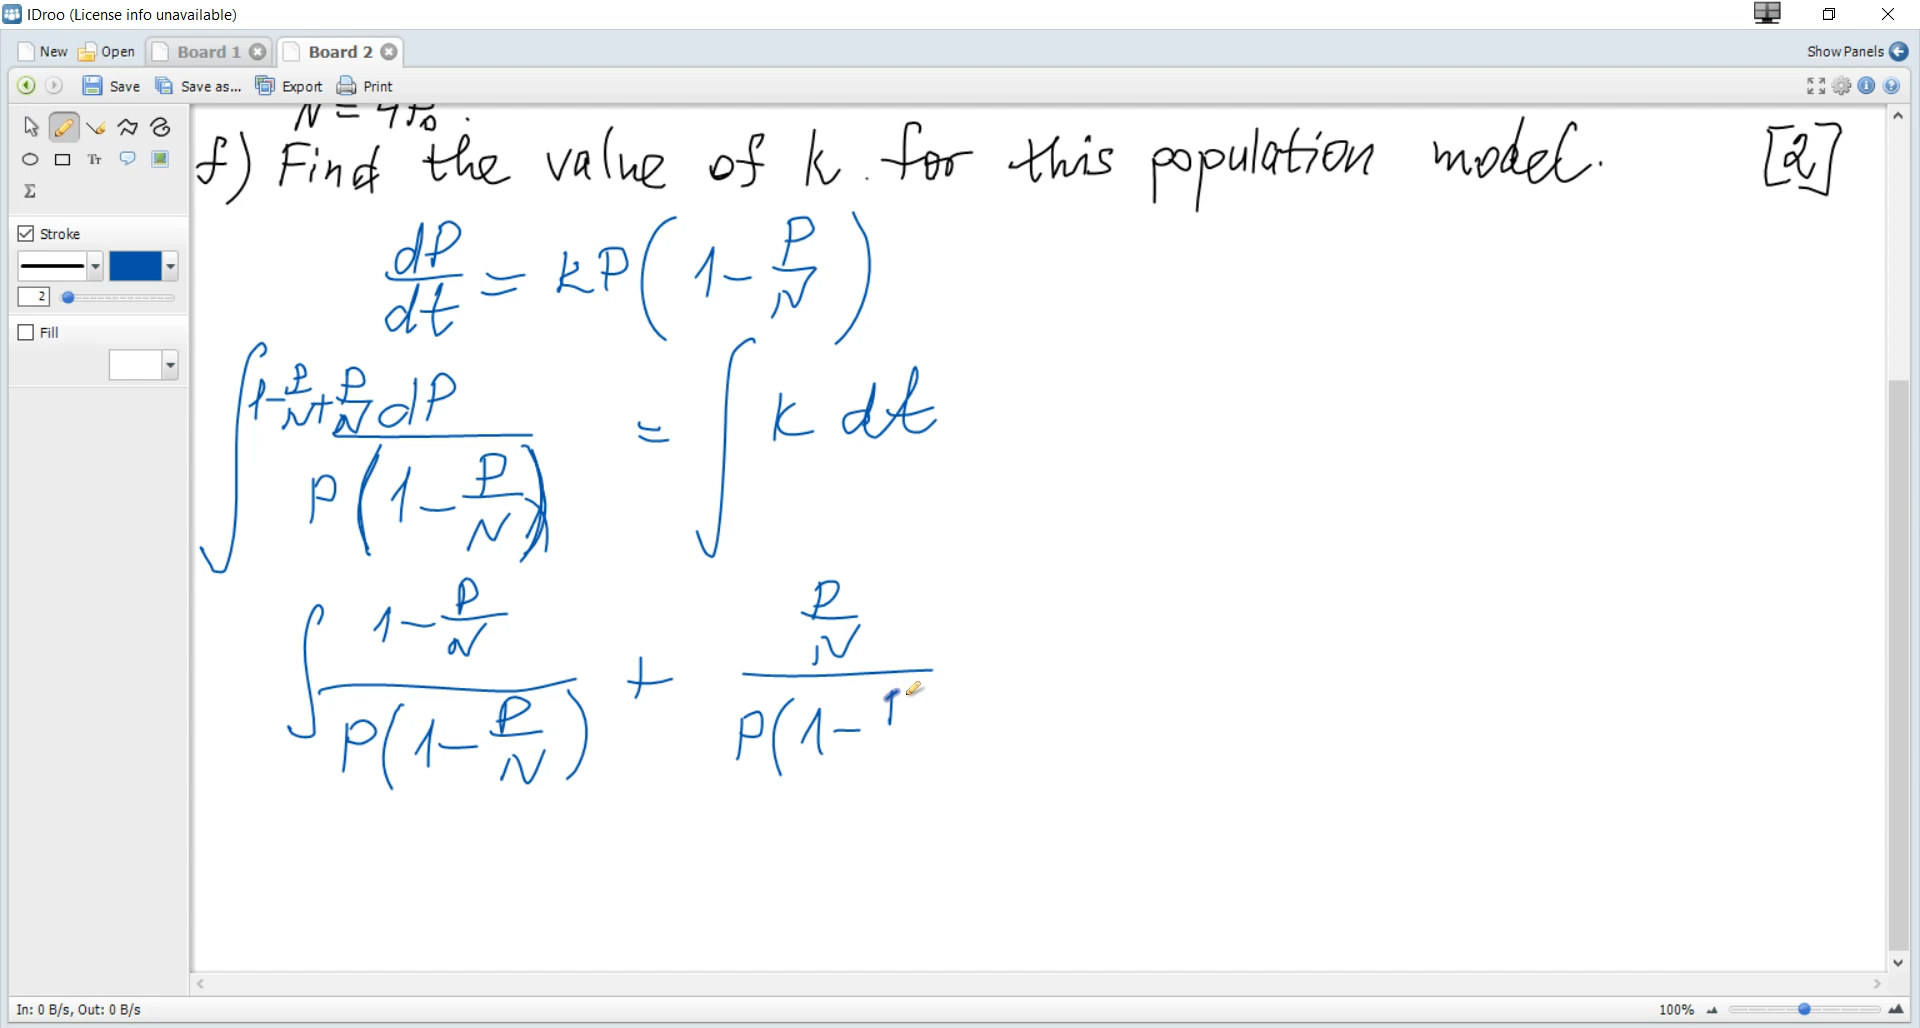 IDroo (License info unavailable)
New Open Board 1 Board 2 Show Panels
Save Save as... Export Print
N = 4P₀.
f) Find the value of k for this population model. [2]
Tt
Σ
Stroke
2
Fill
dP/dt = kP(1 - P/N)
∫ (1 - P/N + P/N dP) / (P(1 - P/N)) = ∫ k dt
∫ (1 - P/N) / (P(1 - P/N)) + (P/N) / (P(1 -
In: 0 B/s, Out: 0 B/s 100%